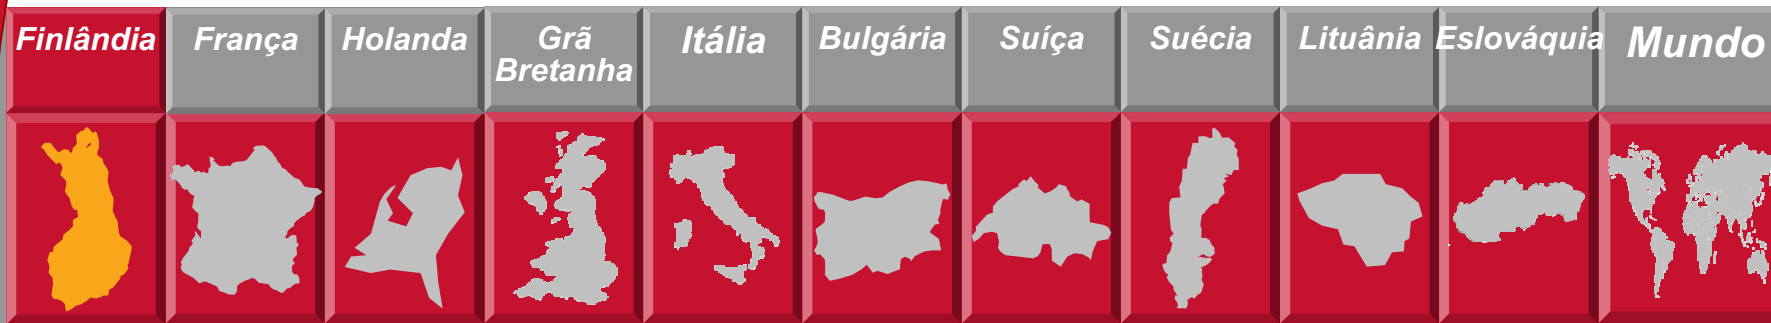 Finlândia
França
Holanda
Grã
Bretanha
Itália
Bulgária
Suíça
Suécia
Lituânia
Eslováquia
Mundo